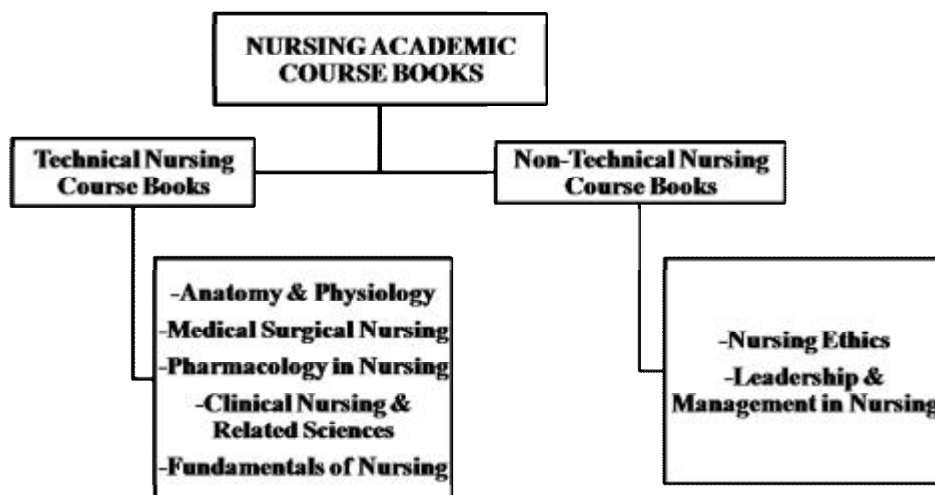 NURSING ACADEMIC
COURSE BOOKS
Technical Nursing
Course Books
Non-Technical Nursing
Course Books
-Anatomy & Physiology
-Medical Surgical Nursing
-Pharmacology in Nursing
-Clinical Nursing &
Related Sciences
-Fundamentals of Nursing
-Nursing Ethics
-Leadership &
Management in Nursing